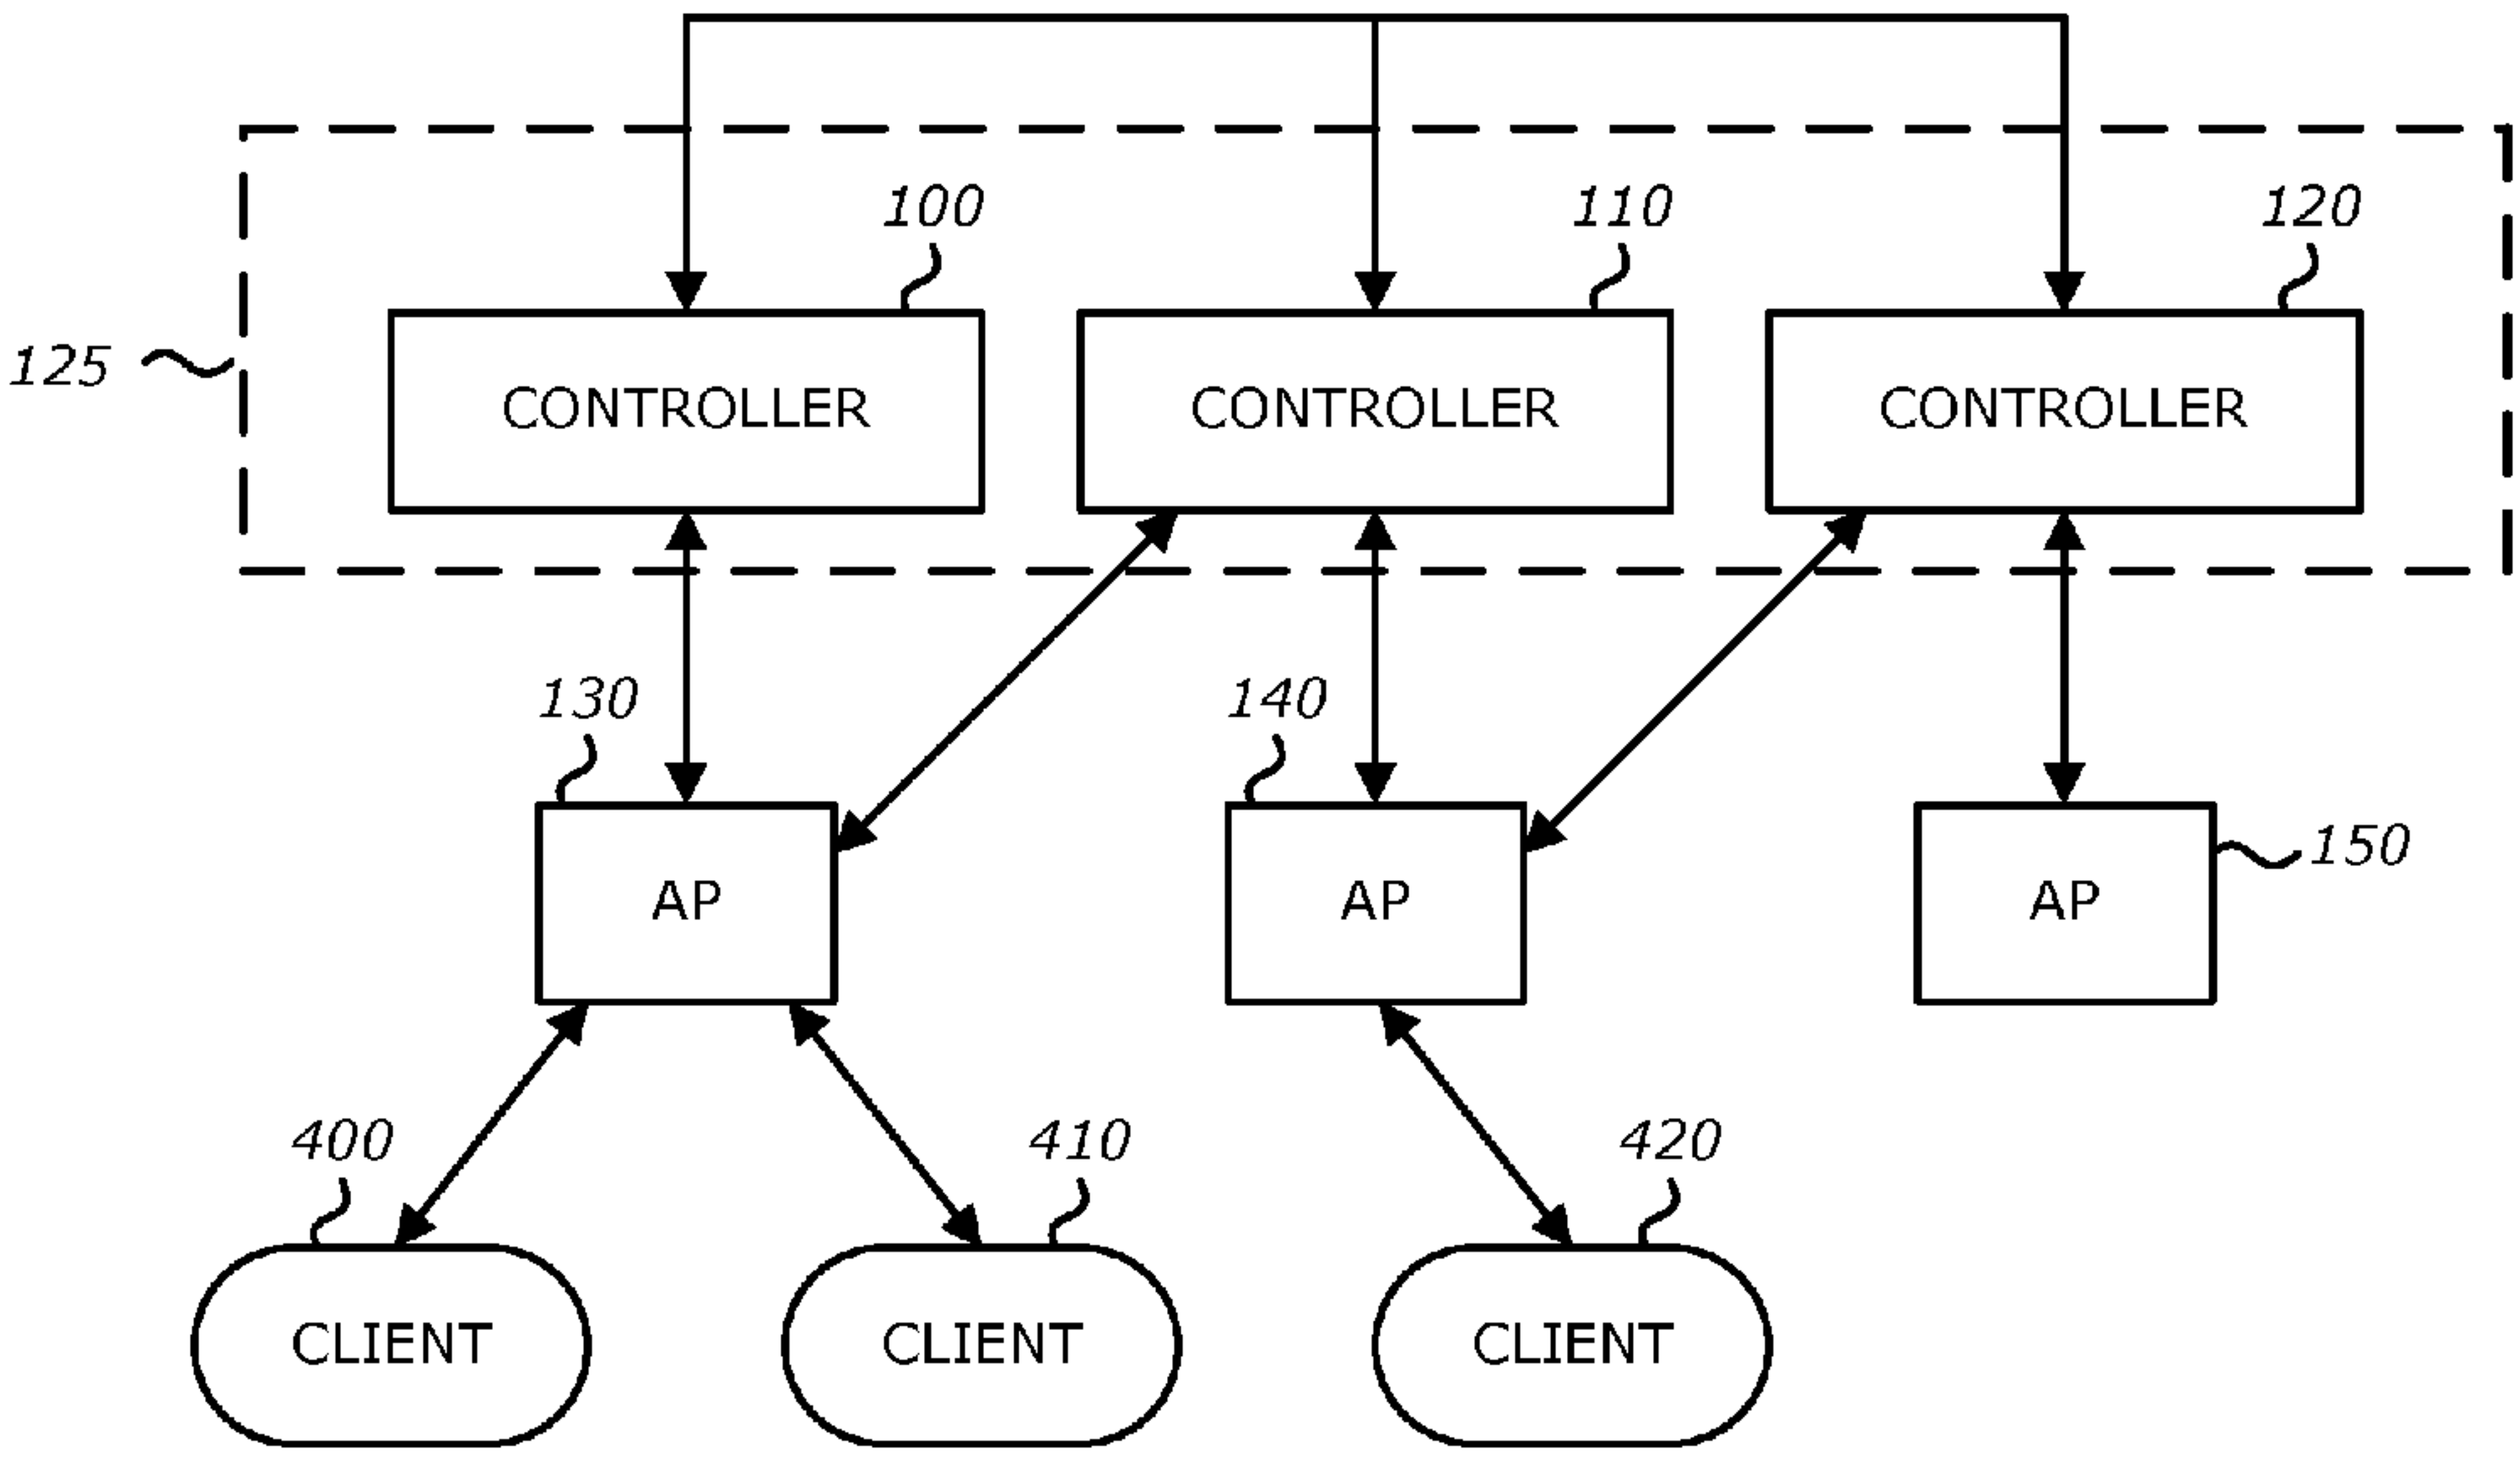 100
110
120
125
CONTROLLER
CONTROLLER
CONTROLLER
130
140
150
AP
AP
AP
400
410
420
CLIENT
CLIENT
CLIENT